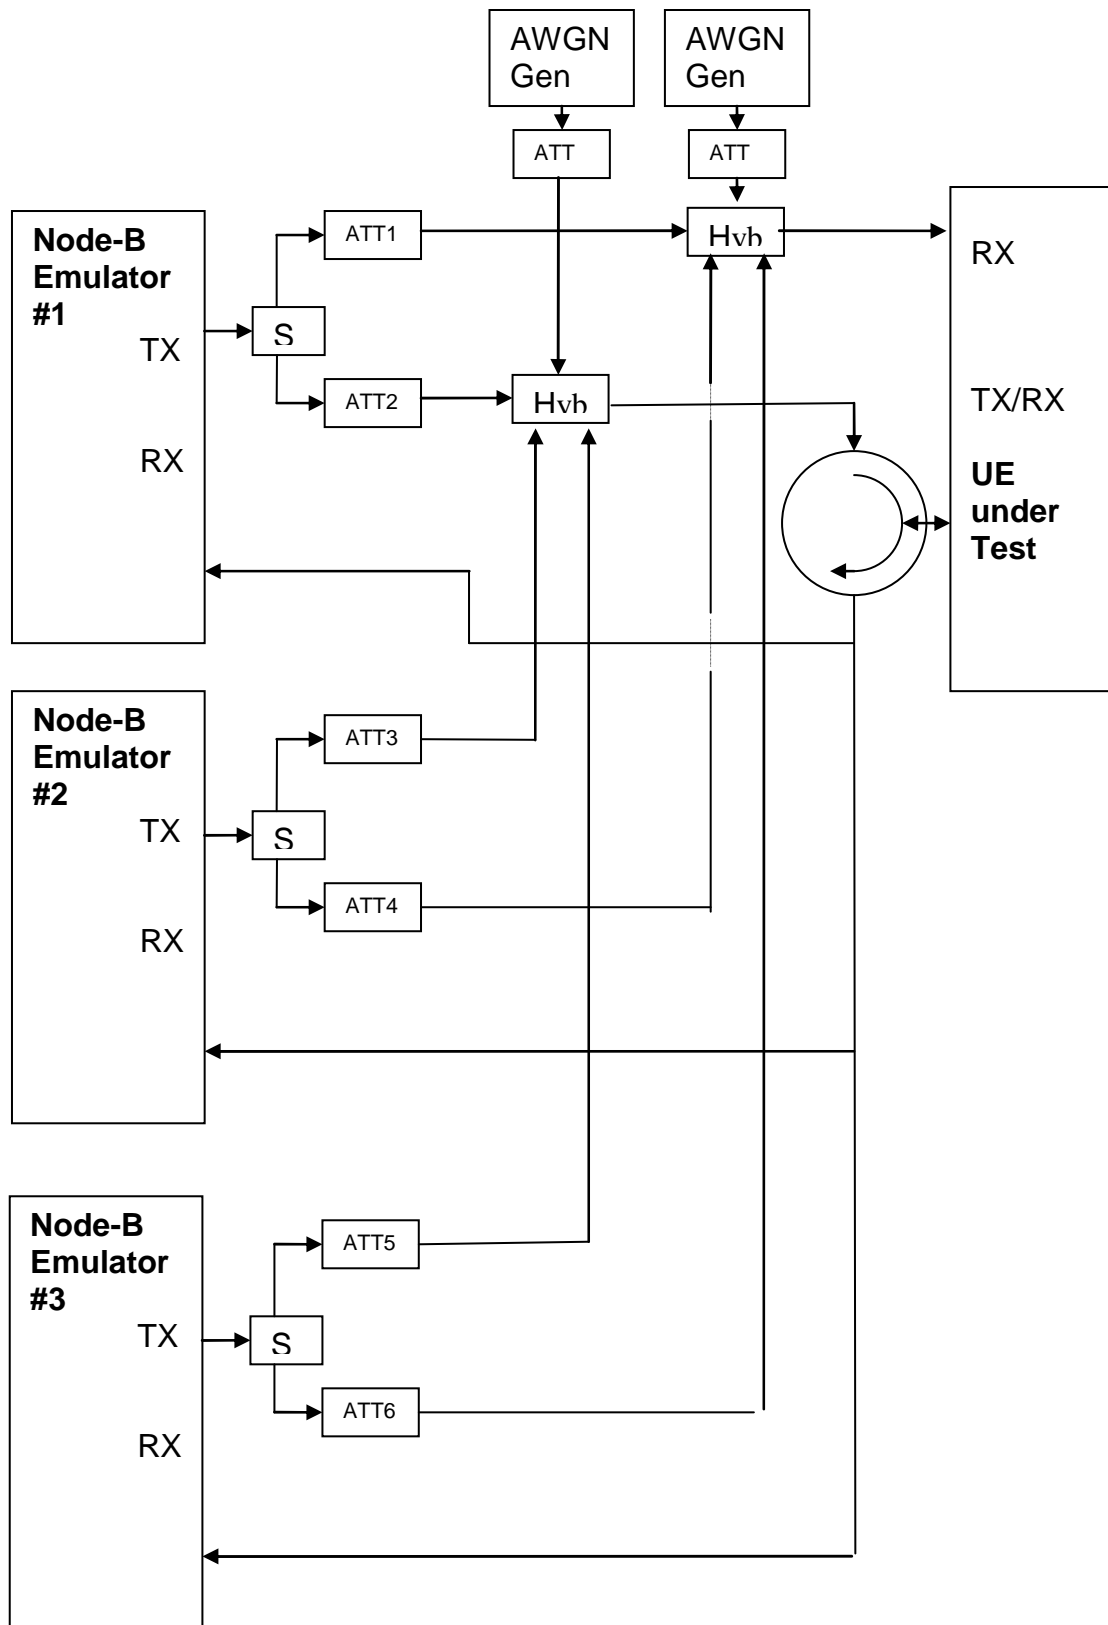 AWGN
Gen
AWGN
Gen
ATT
ATT
Node-B
Emulator
#1
TX
RX
S
ATT1
ATT2
Hyb
Hyb
RX
TX/RX
UE
under
Test
Node-B
Emulator
#2
TX
RX
S
ATT3
ATT4
Node-B
Emulator
#3
TX
RX
S
ATT5
ATT6